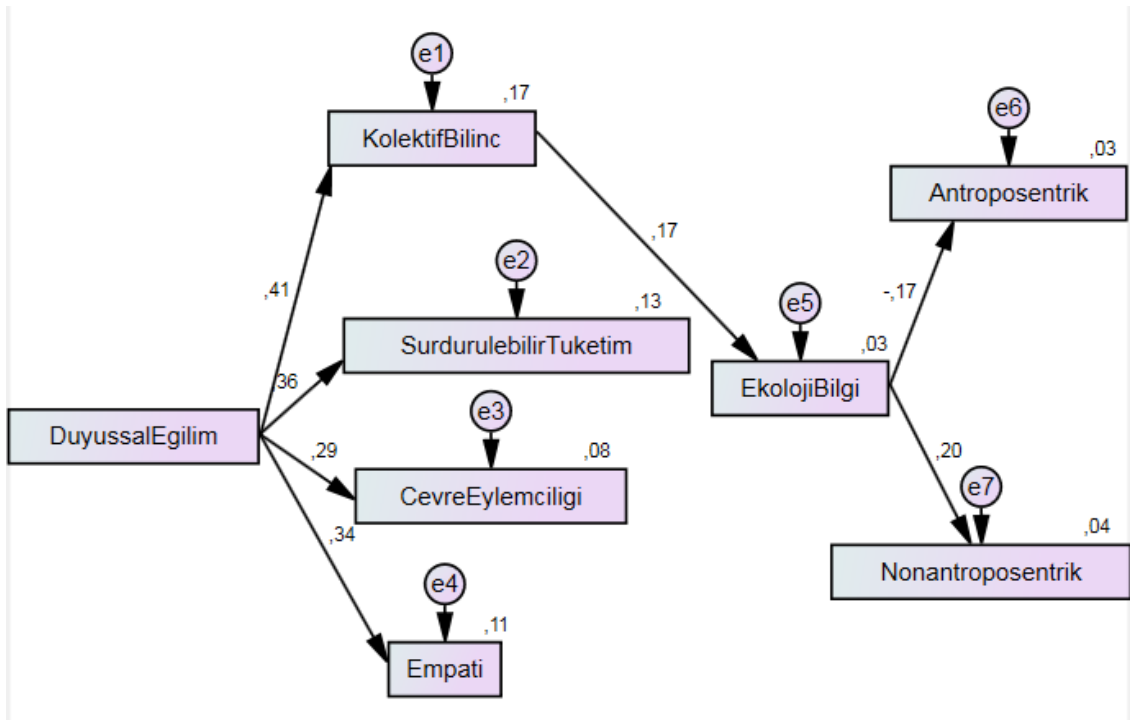 e1
,17
KolektifBilinc
e6
,03
Antroposentrik
,17
e2
,41
,13
SurdurulebilirTuketim
-,17
e5
,03
EkolojiBilgi
36
e3
DuyussalEgilim
,29
,08
CevreEylemciligi
,20
e7
,04
Nonantroposentrik
,34
e4
,11
Empati